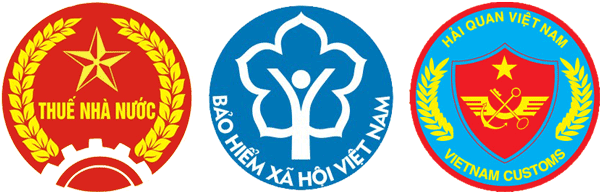 THUẾ NHÀ NƯỚC
BẢO HIỂM XÃ HỘI VIỆT NAM
HẢI QUAN VIỆT NAM
VIETNAM CUSTOMS